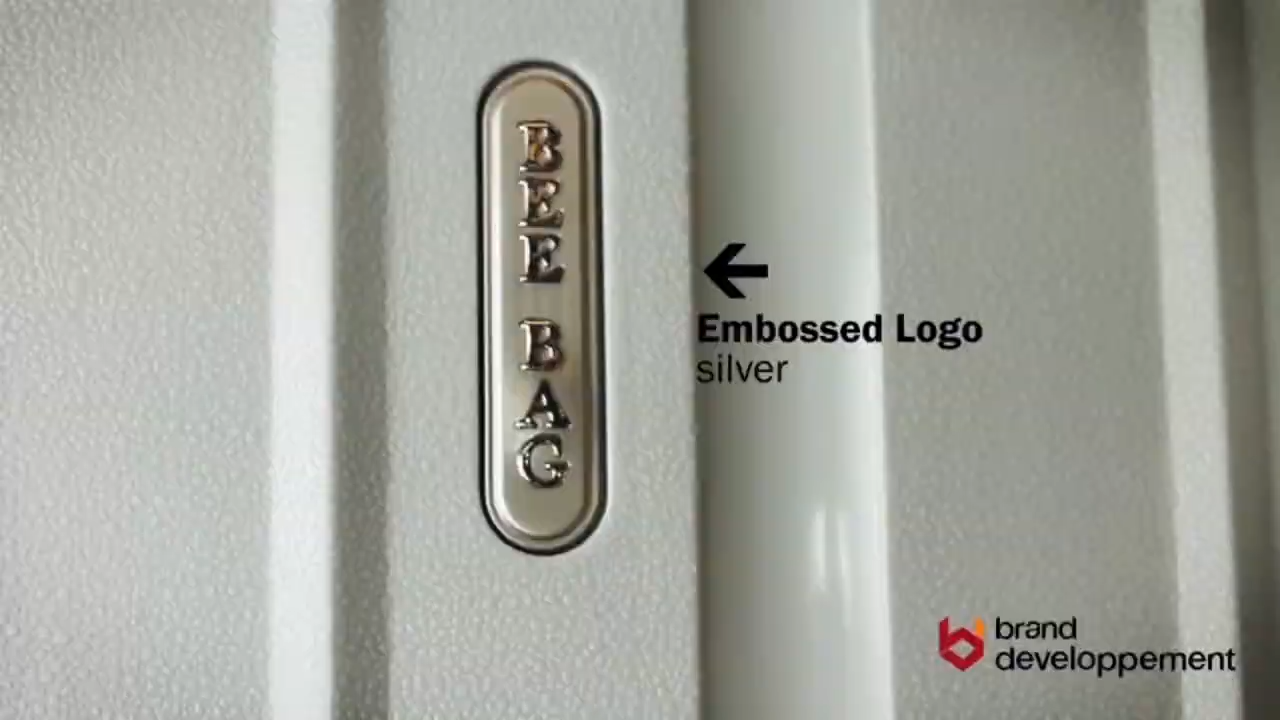 BEE BAG
Embossed Logo
silver
brand
developpement